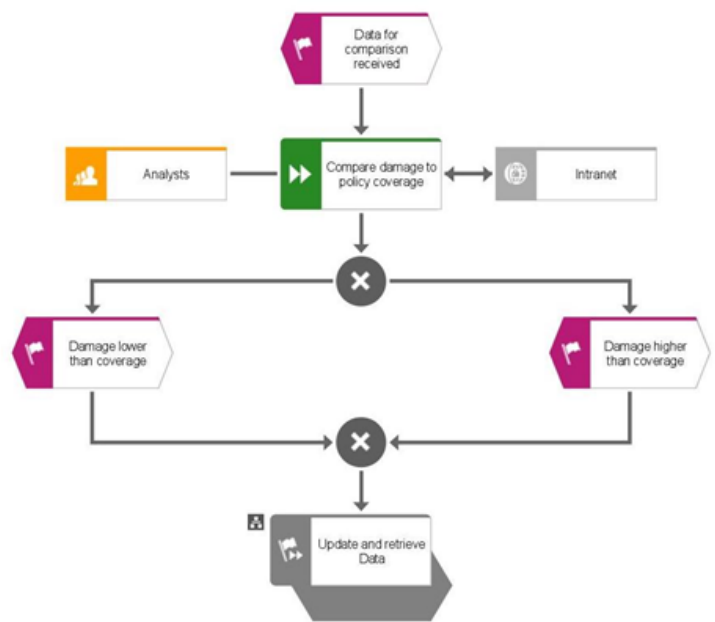 Data for
comparison
received
Analysts
Compare damage to
policy coverage
Intranet
Damage lower
than coverage
Damage higher
than coverage
Update and retrieve
Data